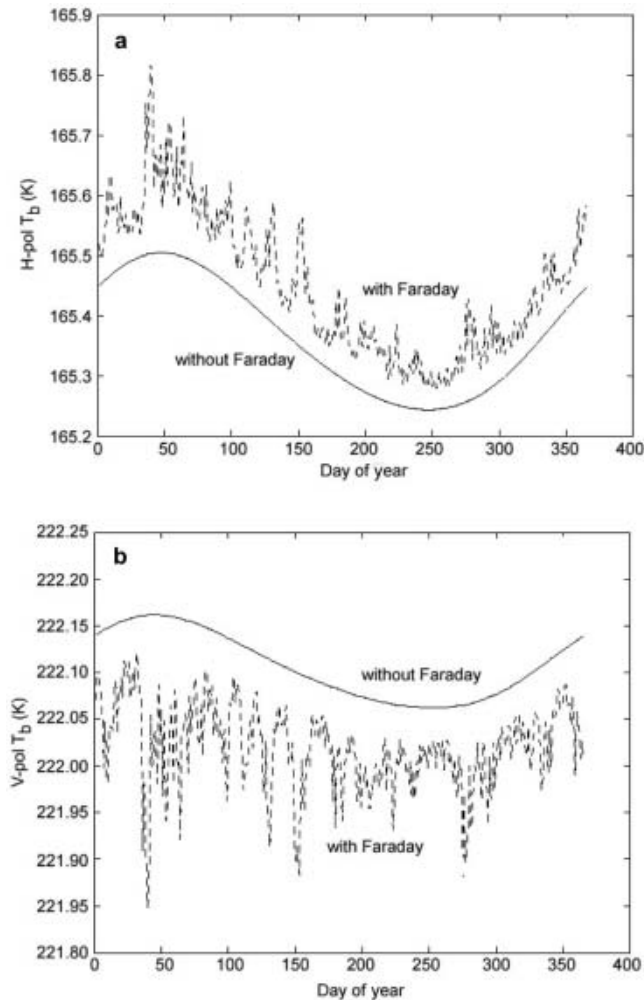 165.9
a
165.8
165.7
165.6
165.5
165.4
165.3
165.2
H-pol Tb (K)
with Faraday
without Faraday
0 50 100 150 200 250 300 350 400
Day of year
222.25
b
222.20
222.15
222.10
222.05
222.00
221.95
221.90
221.95
221.80
V-pol Tb (K)
without Faraday
with Faraday
0 50 100 150 200 250 300 350 400
Day of year